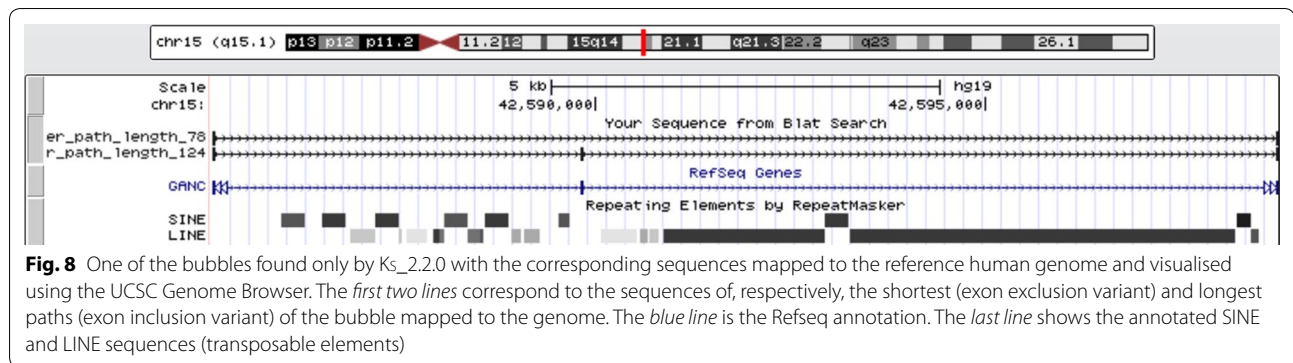 chr15 (q15.1) p13 p12 p11.2 11.2 12 15q14 21.1 q21.3 22.2 q23 26.1
Scale 5 kb hg19
chr15: 42,590,000 42,595,000
Your Sequence from Blat Search
er_path_length_78
r_path_length_124
RefSeq Genes
GANC
Repeating Elements by RepeatMasker
SINE
LINE
Fig. 8 One of the bubbles found only by Ks_2.2.0 with the corresponding sequences mapped to the reference human genome and visualised
using the UCSC Genome Browser. The first two lines correspond to the sequences of, respectively, the shortest (exon exclusion variant) and longest
paths (exon inclusion variant) of the bubble mapped to the genome. The blue line is the Refseq annotation. The last line shows the annotated SINE
and LINE sequences (transposable elements)